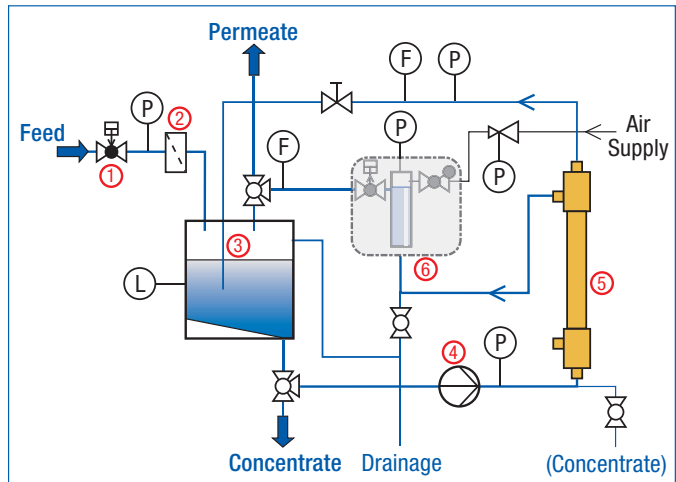 Permeate
F
P
P
2
Feed
P
F
Air
Supply
1
P
3
6
L
5
4
P
Concentrate
Drainage
(Concentrate)